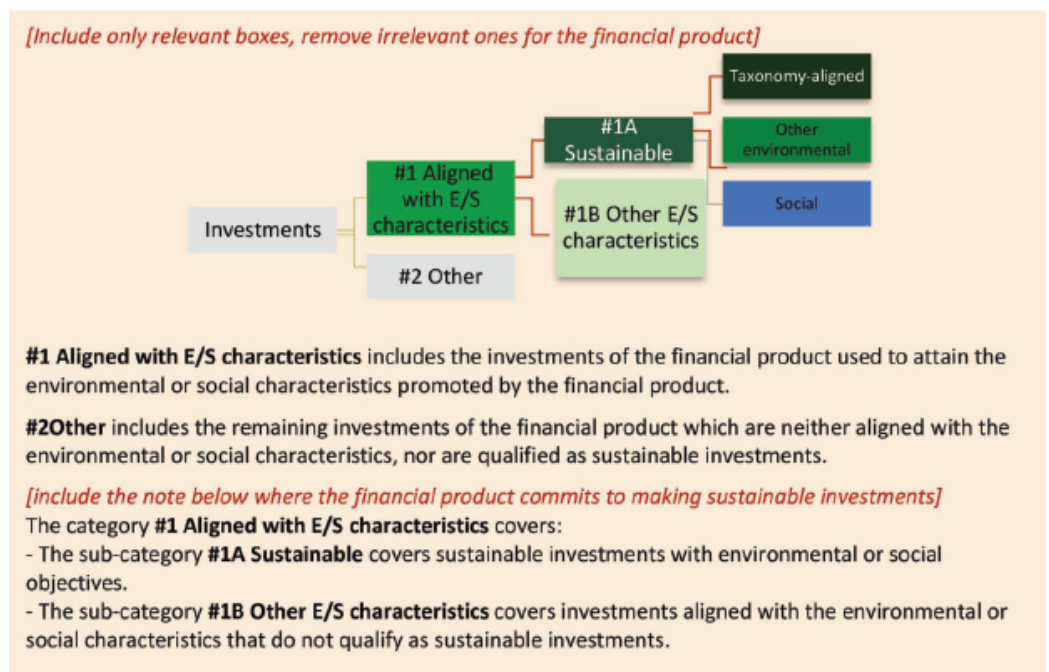 [Include only relevant boxes, remove irrelevant ones for the financial product]
Taxonomy-aligned
#1A
Sustainable
Other
environmental
#1 Aligned
with E/S
characteristics
Social
#1B Other E/S
characteristics
Investments
#2 Other
#1 Aligned with E/S characteristics includes the investments of the financial product used to attain the
environmental or social characteristics promoted by the financial product.
#2Other includes the remaining investments of the financial product which are neither aligned with the
environmental or social characteristics, nor are qualified as sustainable investments.
[include the note below where the financial product commits to making sustainable investments]
The category #1 Aligned with E/S characteristics covers:
- The sub-category #1A Sustainable covers sustainable investments with environmental or social
objectives.
- The sub-category #1B Other E/S characteristics covers investments aligned with the environmental or
social characteristics that do not qualify as sustainable investments.